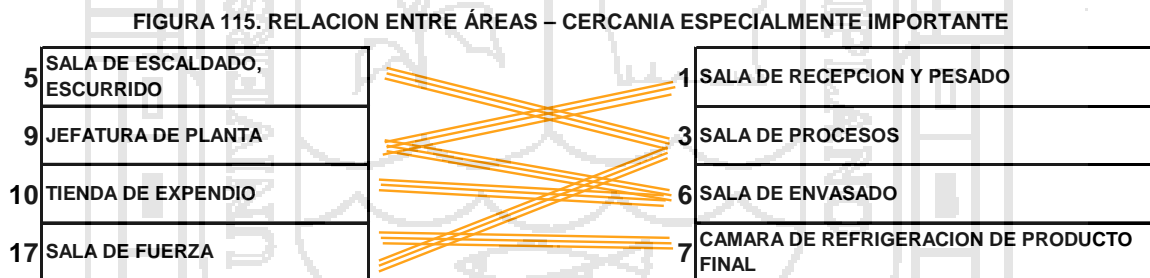 FIGURA 115. RELACION ENTRE ÁREAS – CERCANIA ESPECIALMENTE IMPORTANTE
5 SALA DE ESCALDADO,
ESCURRIDO
1 SALA DE RECEPCION Y PESADO
9 JEFATURA DE PLANTA
3 SALA DE PROCESOS
10 TIENDA DE EXPENDIO
6 SALA DE ENVASADO
17 SALA DE FUERZA
7 CAMARA DE REFRIGERACION DE PRODUCTO
FINAL